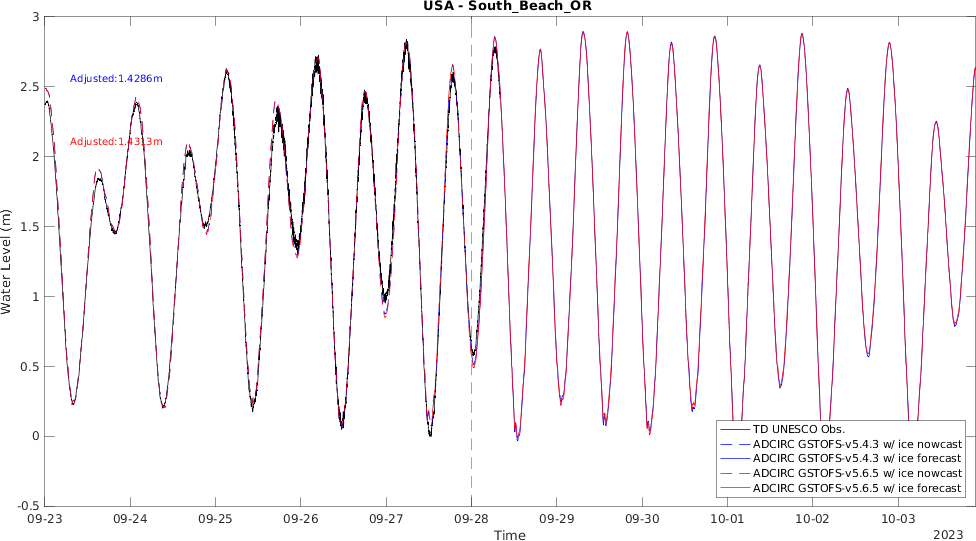 USA - South_Beach_OR
3
2.5
2
1.5
1
0.5
0
-0.5
Water Level (m)
Adjusted:1.4286m
Adjusted:1.4313m
TD UNESCO Obs.
ADCIRC GSTOFS-v5.4.3 w/ ice nowcast
ADCIRC GSTOFS-v5.4.3 w/ ice forecast
ADCIRC GSTOFS-v5.6.5 w/ ice nowcast
ADCIRC GSTOFS-v5.6.5 w/ ice forecast
09-23 09-24 09-25 09-26 09-27 09-28 09-29 09-30 10-01 10-02 10-03
Time
2023